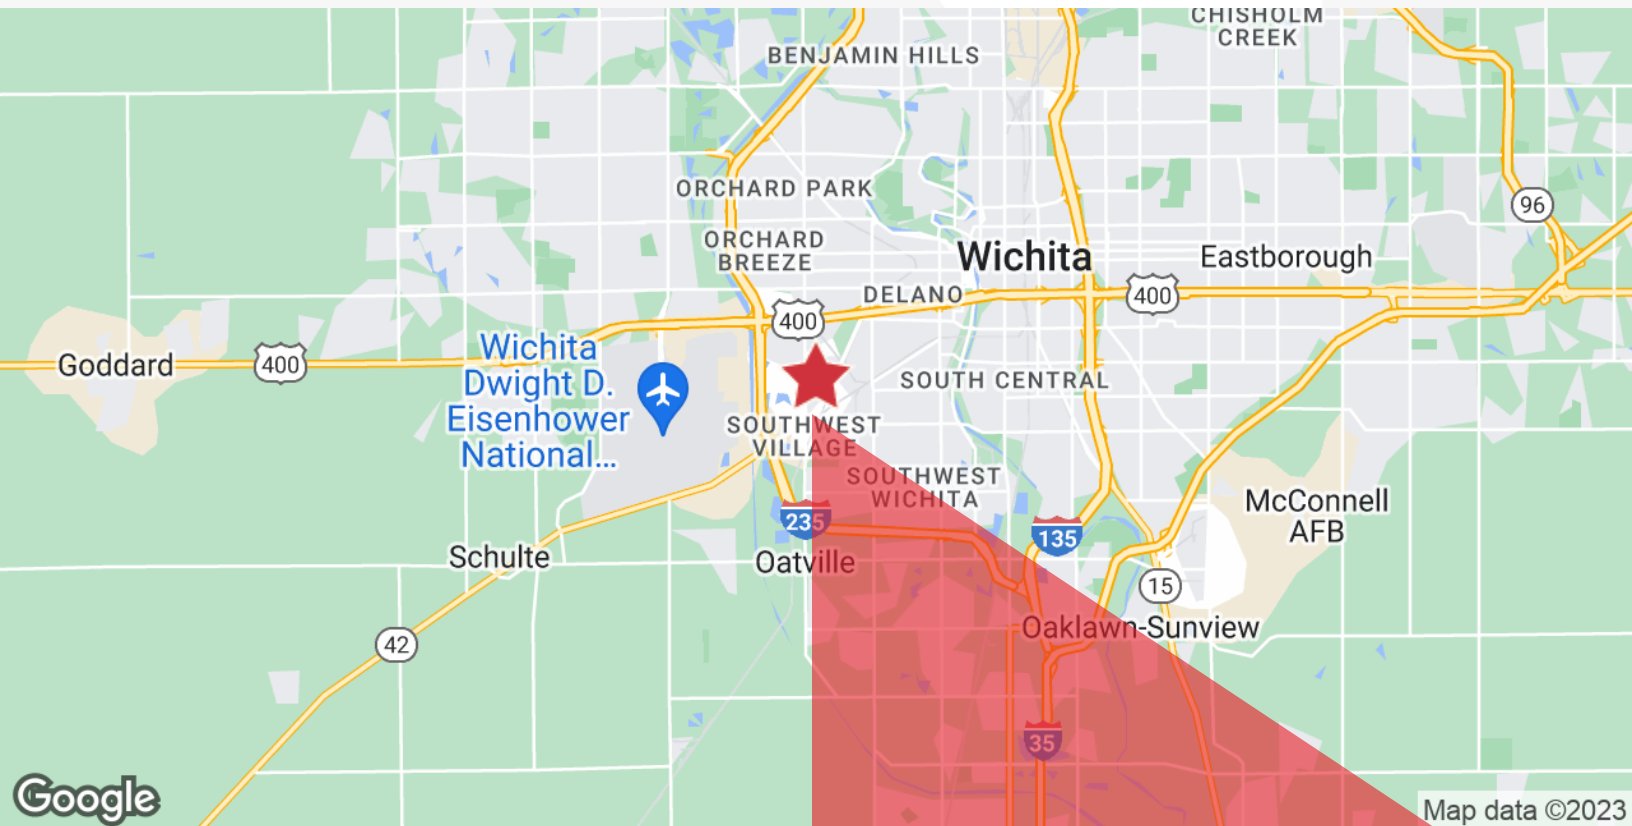 CHISHOLM
CREEK
BENJAMIN HILLS
ORCHARD PARK
96
ORCHARD
BREEZE
Wichita
Eastborough
DELANO
400
400
Goddard
400
Wichita
Dwight D.
Eisenhower
National...
SOUTH CENTRAL
SOUTHWEST
VILLAGE
SOUTHWEST
WICHITA
McConnell
AFB
235
135
Schulte
Oatville
15
Oaklawn-Sunview
42
35
Google
Map data ©2023